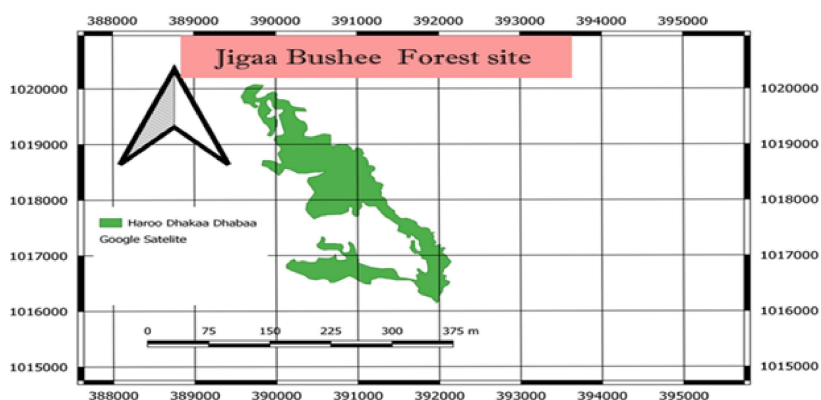 388000 389000 390000 391000 392000 393000 394000 395000
Jigaa Bushee Forest site
1020000 1020000
1019000 1019000
1018000 1018000
Haroo Dhakaa Dhabaa
Google Satelite
1017000 1017000
1016000 1016000
0 75 150 225 300 375 m
1015000 1015000
388000 389000 390000 391000 392000 393000 394000 395000